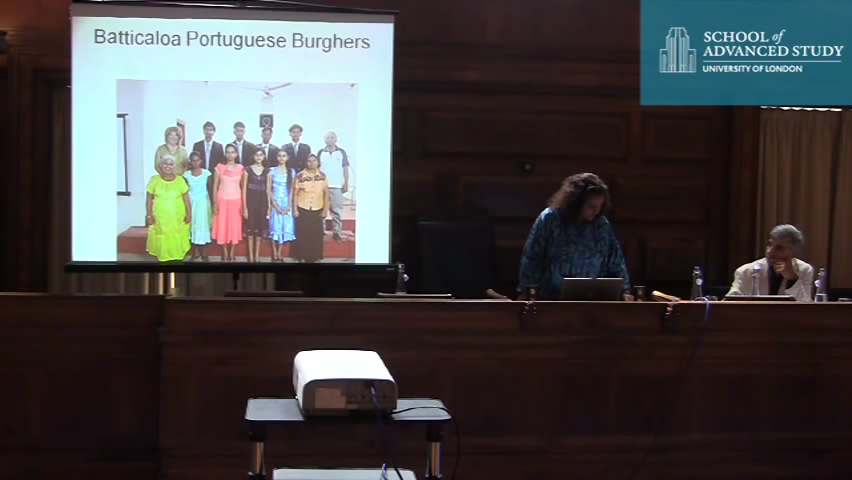 Batticaloa Portuguese Burghers
SCHOOL of
ADVANCED STUDY
UNIVERSITY OF LONDON